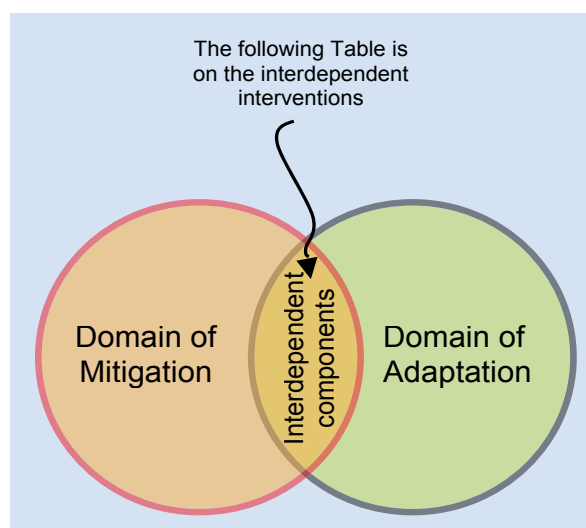 The following Table is
on the interdependent
interventions
Domain of
Mitigation
Interdependent
components
Domain of
Adaptation